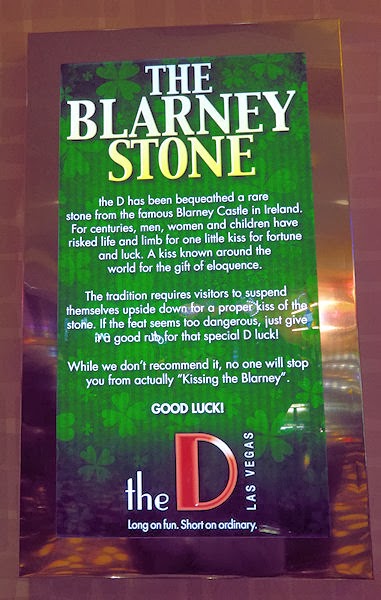 THE
BLARNEY
STONE
the D has been bequeathed a rare
stone from the famous Blarney Castle in Ireland.
For centuries, men, women and children have
risked life and limb for one little kiss for fortune
and luck. A kiss known around the
world for the gift of eloquence.
The tradition requires visitors to suspend
themselves upside down for a proper kiss of the
stone. If the feat seems too dangerous, just give
it a good rub for that special D luck!
While we don't recommend it, no one will stop
you from actually "Kissing the Blarney".
GOOD LUCK!
the D LAS VEGAS
Long on fun. Short on ordinary.